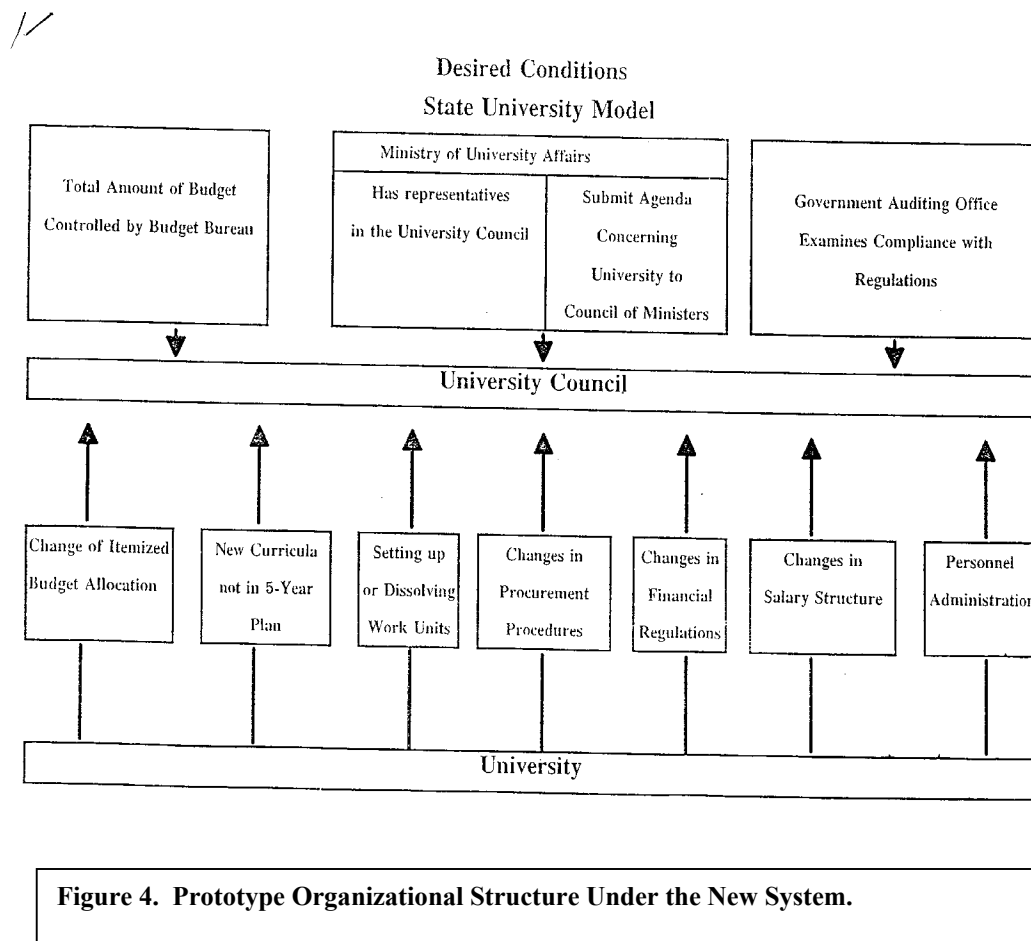 Desired Conditions
State University Model
Total Amount of Budget
Controlled by Budget Bureau
Ministry of University Affairs
Has representatives
in the University Council
Submit Agenda
Concerning
University to
Council of Ministers
Government Auditing Office
Examines Compliance with
Regulations
University Council
Change of Itemized
Budget Allocation
New Curricula
not in 5-Year
Plan
Setting up
or Dissolving
Work Units
Changes in
Procurement
Procedures
Changes in
Financial
Regulations
Changes in
Salary Structure
Personnel
Administration
University
Figure 4. Prototype Organizational Structure Under the New System.